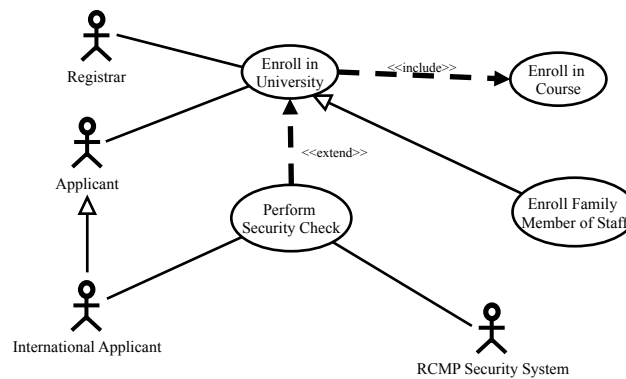 Registrar
Enroll in
University
<<include>>
Enroll in
Course
Applicant
<<extend>>
Perform
Security Check
Enroll Family
Member of Staff
International Applicant
RCMP Security System